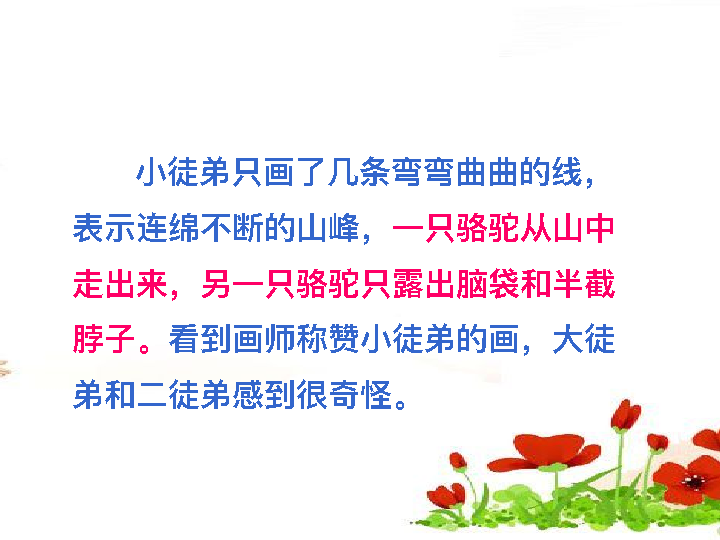 小徒弟只画了几条弯弯曲曲的线，
表示连绵不断的山峰，一只骆驼从山中
走出来，另一只骆驼只露出脑袋和半截
脖子。看到画师称赞小徒弟的画，大徒
弟和二徒弟感到很奇怪。